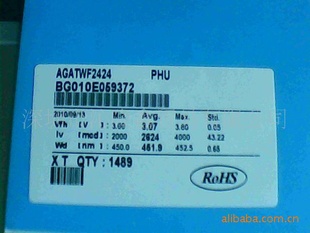 AGATWF2424 PHU
BG010E059372
2010/09/13 Min. Avg. Max. Std.
Vfh [v] 3.00 3.07 3.60 0.05
Iv [mcd] 2000 2624 4000 43.22
Wd [nm] 450.0 451.9 452.5 0.68
X T QTY : 1489
RoHS
alibaba.com.cn